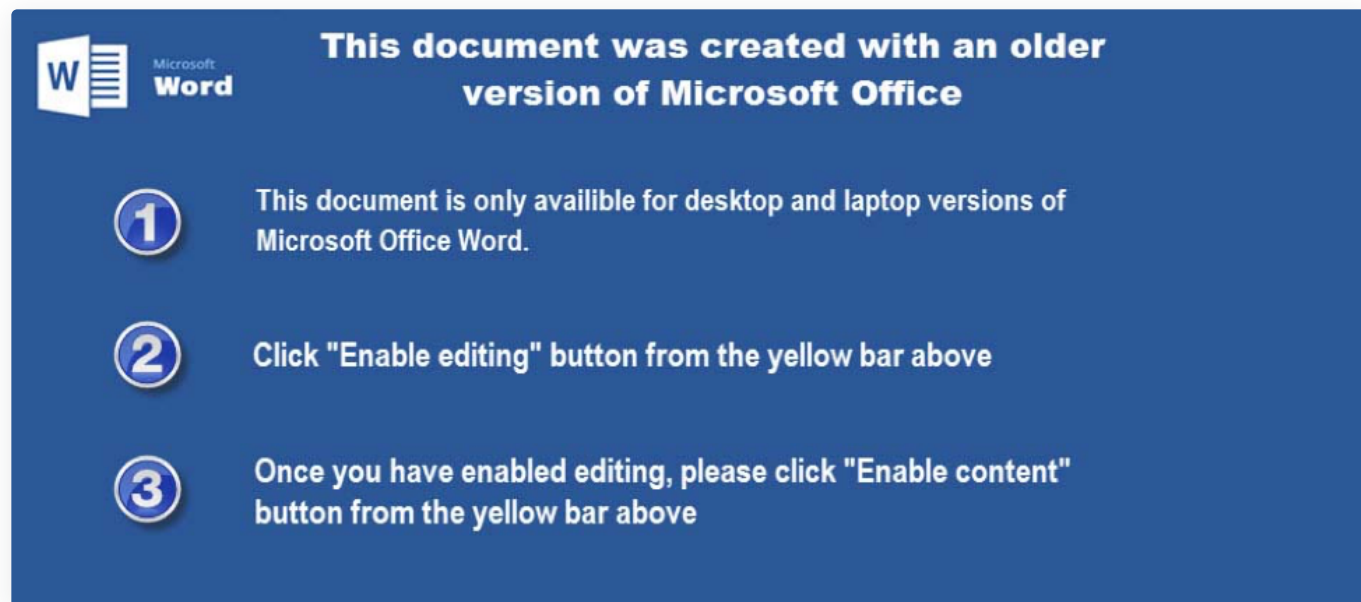 This document was created with an older
version of Microsoft Office
W
Microsoft
Word
1
This document is only availible for desktop and laptop versions of
Microsoft Office Word.
2
Click "Enable editing" button from the yellow bar above
3
Once you have enabled editing, please click "Enable content"
button from the yellow bar above